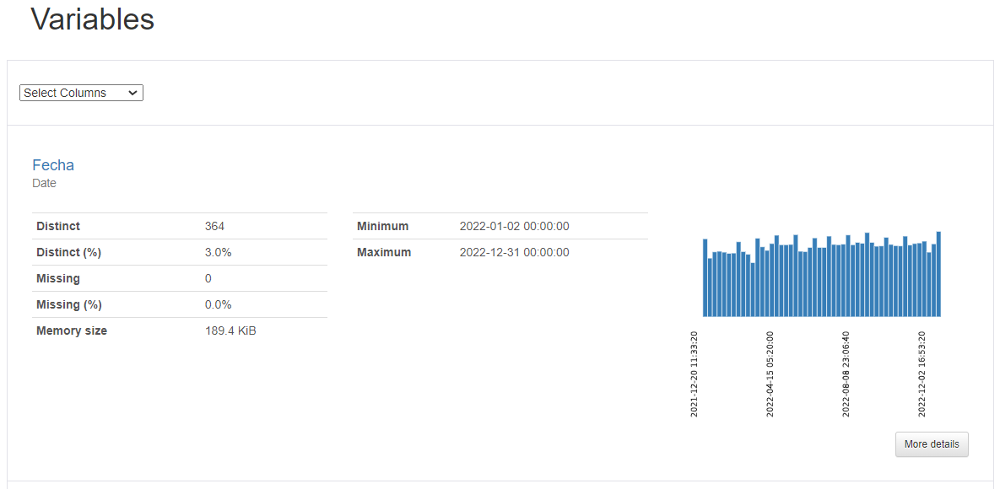 Variables
Select Columns
Fecha
Date
Distinct 364
Distinct (%) 3.0%
Missing 0
Missing (%) 0.0%
Memory size 189.4 KiB
Minimum 2022-01-02 00:00:00
Maximum 2022-12-31 00:00:00
2021-12-20 11:33:20
2022-04-15 05:20:00
2022-08-08 23:06:40
2022-12-02 16:53:20
More details